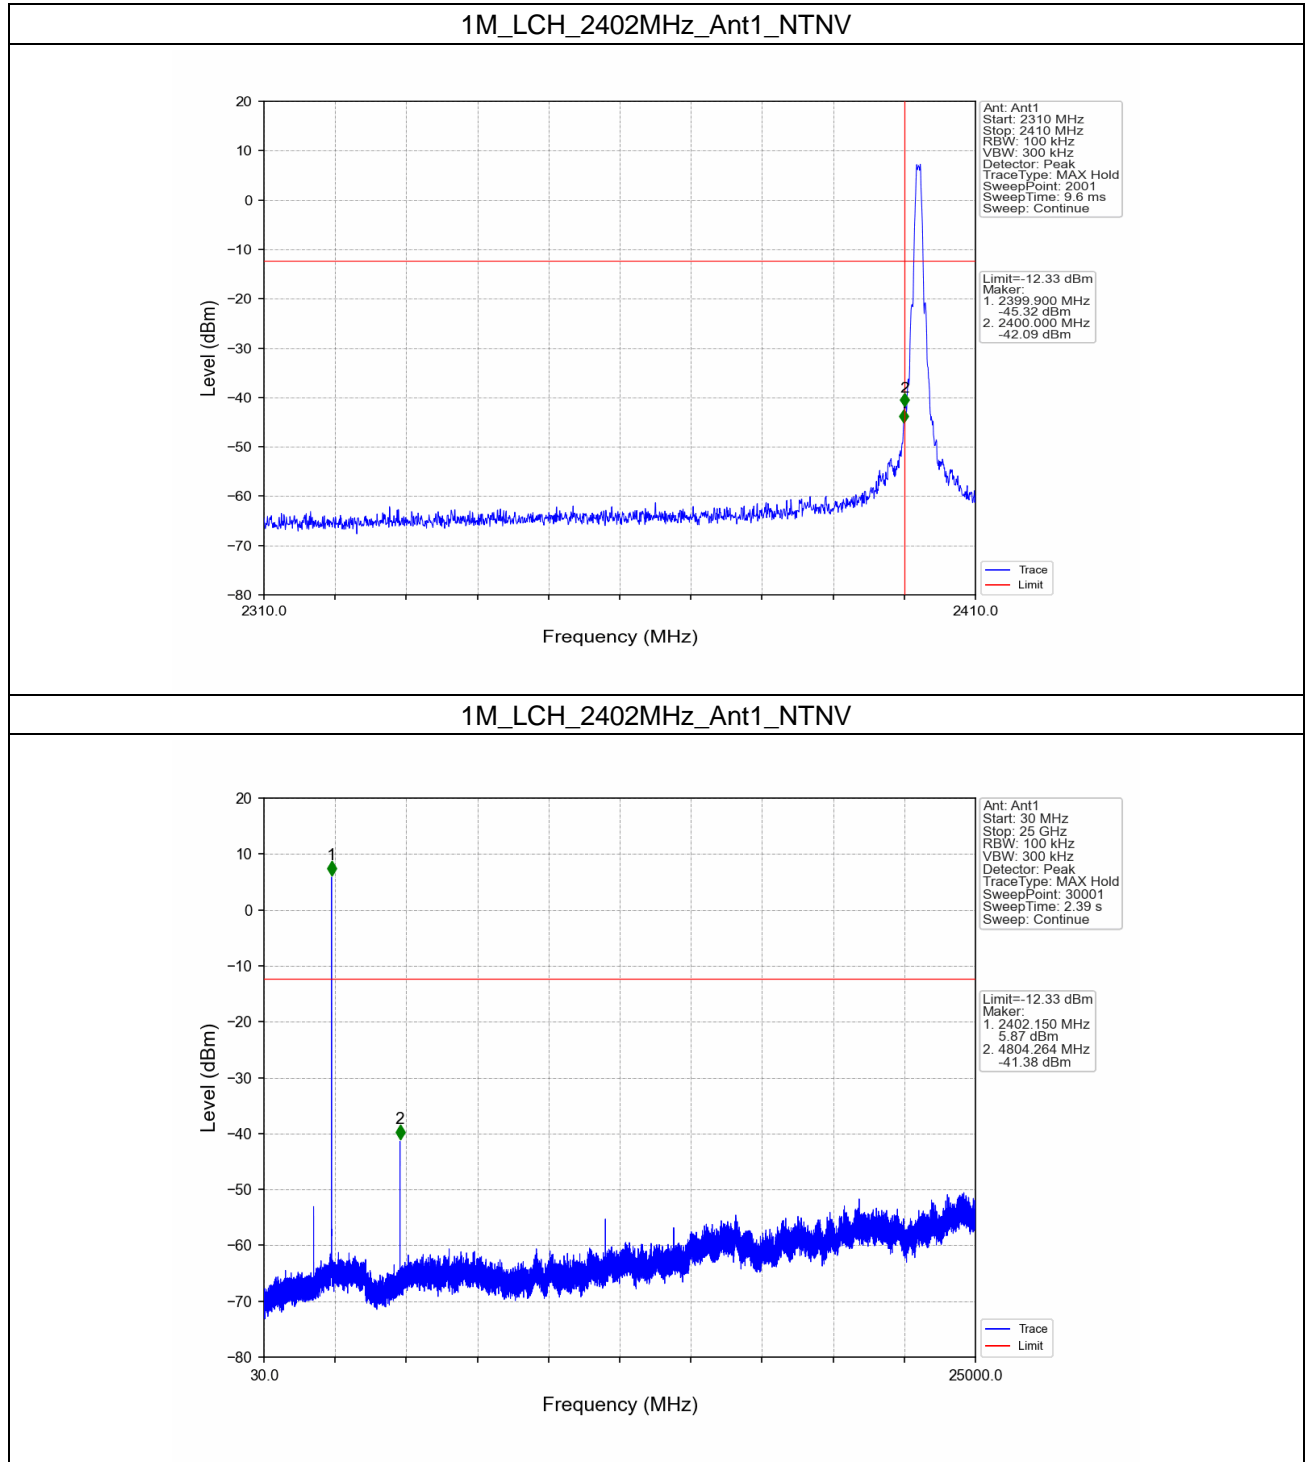 1M_LCH_2402MHz_Ant1_NTNV
20
10
0
−10
−20
−30
−40
−50
−60
−70
−80
Level (dBm)
2
2310.0
2410.0
Frequency (MHz)
Ant: Ant1
Start: 2310 MHz
Stop: 2410 MHz
RBW: 100 kHz
VBW: 300 kHz
Detector: Peak
TraceType: MAX Hold
SweepPoint: 2001
SweepTime: 9.6 ms
Sweep: Continue
Limit=-12.33 dBm
Maker:
1. 2399.900 MHz
-45.32 dBm
2. 2400.000 MHz
-42.09 dBm
Trace
Limit
1M_LCH_2402MHz_Ant1_NTNV
20
10
0
−10
−20
−30
−40
−50
−60
−70
−80
Level (dBm)
1
2
30.0
25000.0
Frequency (MHz)
Ant: Ant1
Start: 30 MHz
Stop: 25 GHz
RBW: 100 kHz
VBW: 300 kHz
Detector: Peak
TraceType: MAX Hold
SweepPoint: 30001
SweepTime: 2.39 s
Sweep: Continue
Limit=-12.33 dBm
Maker:
1. 2402.150 MHz
5.87 dBm
2. 4804.264 MHz
-41.38 dBm
Trace
Limit